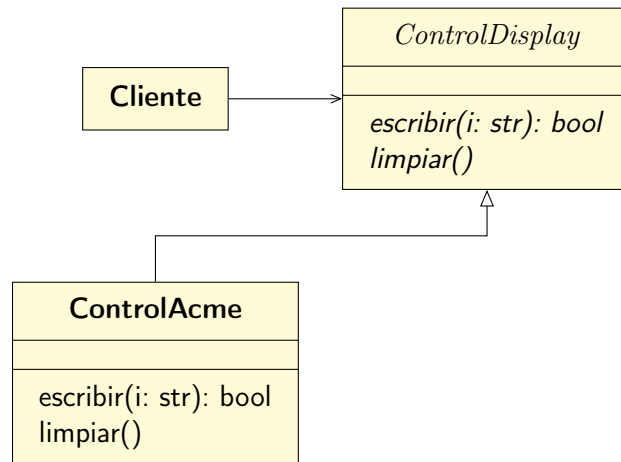 ControlDisplay
Cliente
escribir(i: str): bool
limpiar()
ControlAcme
escribir(i: str): bool
limpiar()